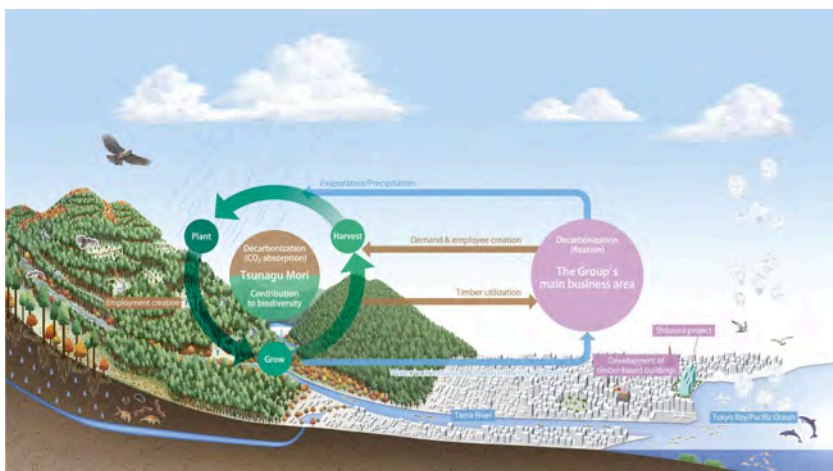 Evaporation/Precipitation
Plant
Harvest
Decarbonization
(CO₂ absorption)
Tsunagu Mori
Contribution
to biodiversity
Demand & employee creation
Decarbonization
(fixation)
The Group's
main business area
Employment creation
Timber utilization
Grow
Shibaura project
Development of
timber-based buildings
Tama River
Tokyo Bay/Pacific Ocean